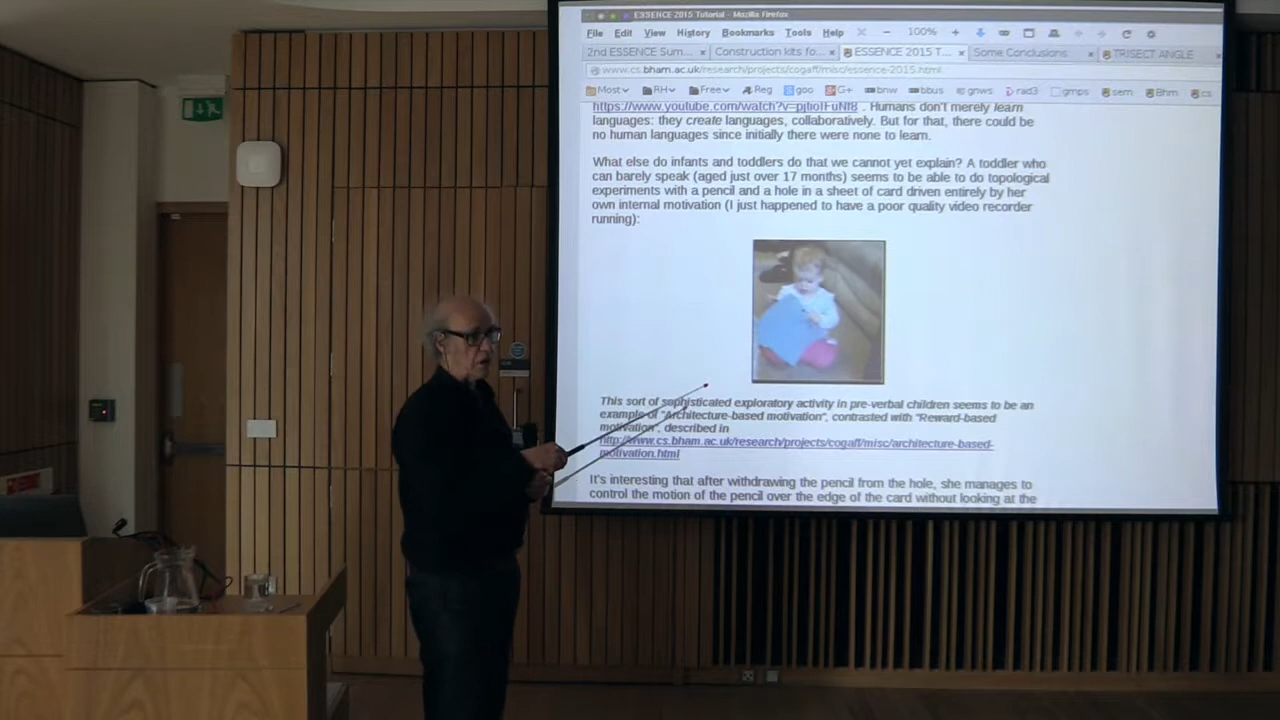 ESSENCE 2015 Tutorial - Mozilla Firefox
File Edit View History Bookmarks Tools Help 100%
2nd ESSENCE Sum... Construction kits fo... ESSENCE 2015 T... Some Conclusions TRISECT ANGLE
www.cs.bham.ac.uk/research/projects/cogaff/misc/essence-2015.html
Most RH Free Reg goo G+ bnw bbus gnws rad3 gmps sem Bhm cs
. Humans don't merely learn
languages: they create languages, collaboratively. But for that, there could be
no human languages since initially there were none to learn.
What else do infants and toddlers do that we cannot yet explain? A toddler who
can barely speak (aged just over 17 months) seems to be able to do topological
experiments with a pencil and a hole in a sheet of card driven entirely by her
own internal motivation (I just happened to have a poor quality video recorder
running):
This sort of sophisticated exploratory activity in pre-verbal children seems to be an
example of "Architecture-based motivation", contrasted with "Reward-based
motivation", described in
http://www.cs.bham.ac.uk/research/projects/cogaff/misc/architecture-based-
motivation.html
It's interesting that after withdrawing the pencil from the hole, she manages to
control the motion of the pencil over the edge of the card without looking at the